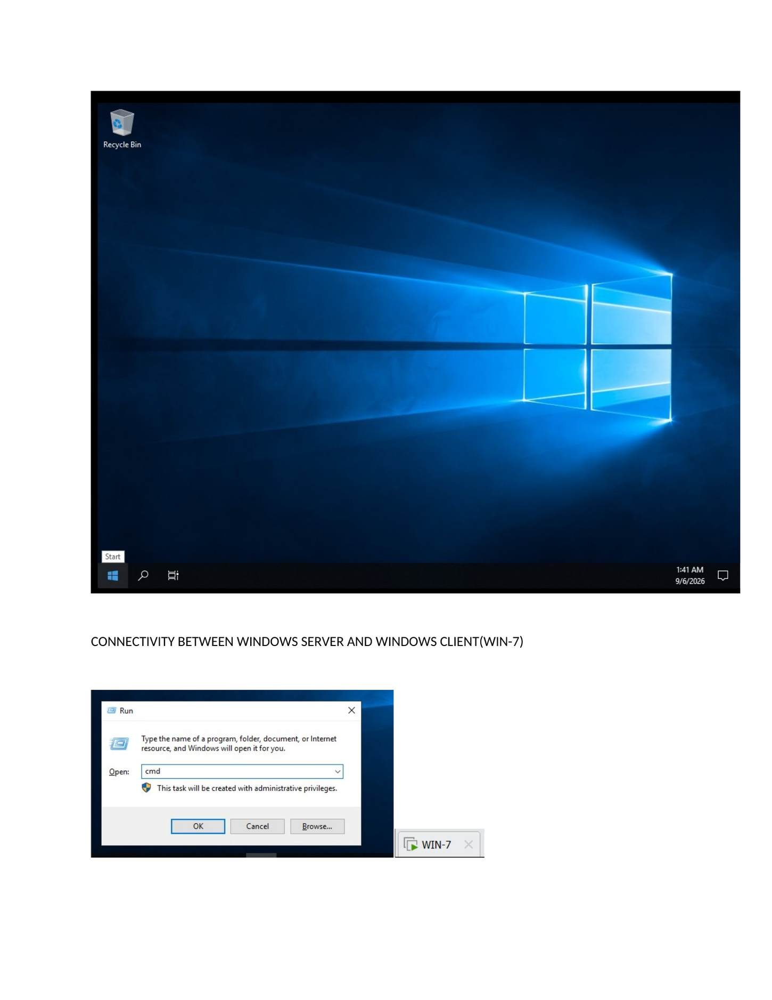 Recycle Bin
Start
1:41 AM
9/6/2026
CONNECTIVITY BETWEEN WINDOWS SERVER AND WINDOWS CLIENT(WIN-7)
Run
Type the name of a program, folder, document, or Internet
resource, and Windows will open it for you.
Open: cmd
This task will be created with administrative privileges.
OK Cancel Browse...
WIN-7